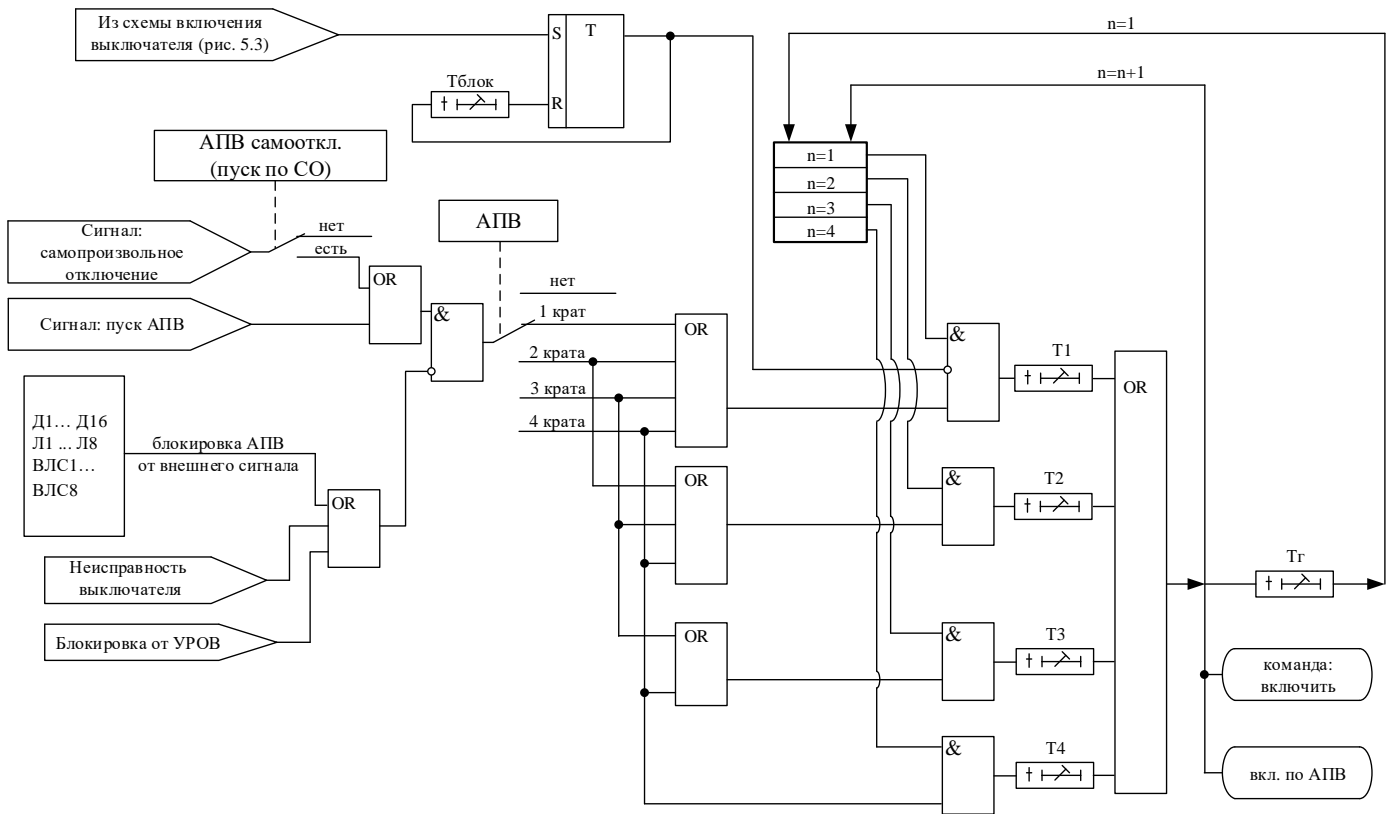 Из схемы включения
выключателя (рис. 5.3)
S
T
R
Tблок
n=1
n=n+1
n=1
n=2
n=3
n=4
АПВ самооткл.
(пуск по СО)
АПВ
Сигнал:
самопроизвольное
отключение
нет
есть
OR
Сигнал: пуск АПВ
&
нет
1 крат
2 крата
3 крата
4 крата
OR
&
T1
OR
Д1... Д16
Л1 ... Л8
ВЛС1...
ВЛС8
блокировка АПВ
от внешнего сигнала
OR
OR
&
T2
Неисправность
выключателя
Блокировка от УРОВ
OR
&
T3
&
T4
Tг
команда:
включить
вкл. по АПВ